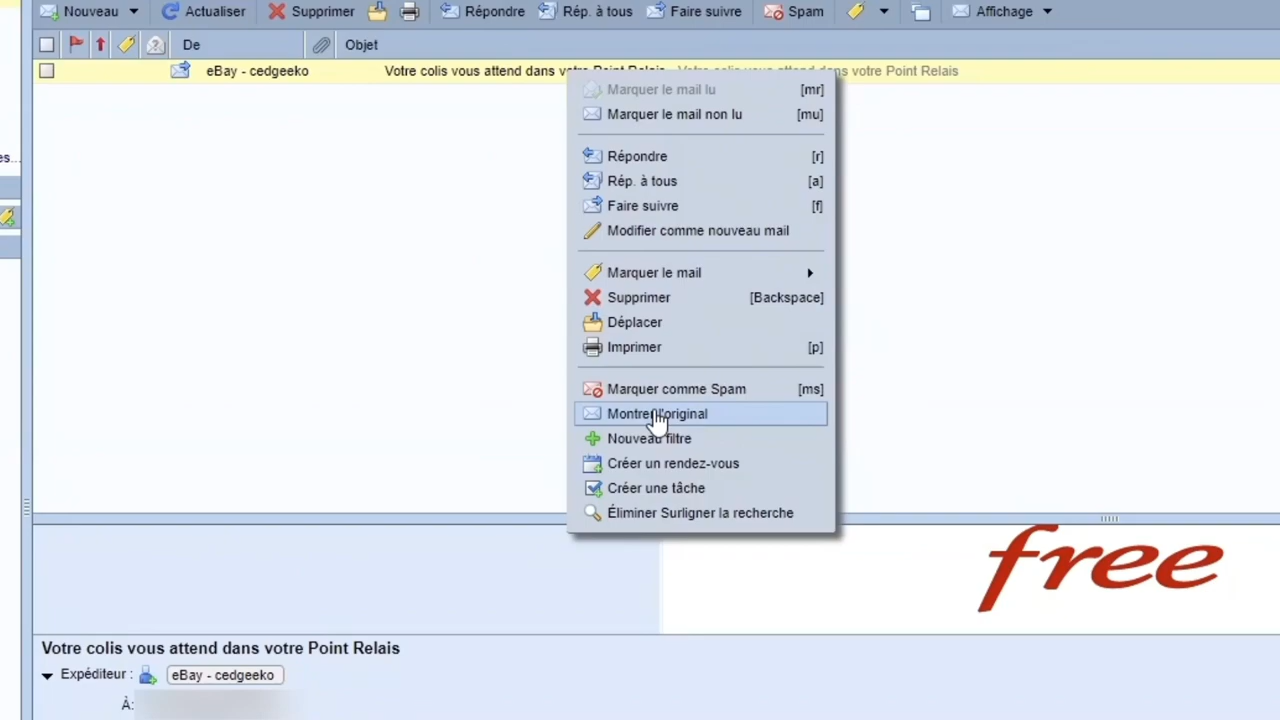 Nouveau Actualiser Supprimer Répondre Rép. à tous Faire suivre Spam Affichage
De Objet
eBay - cedgeeko Votre colis vous attend dans votre Point Relais - Votre colis vous attend dans votre Point Relais
Marquer le mail lu [mr]
Marquer le mail non lu [mu]
es...
Répondre [r]
Rép. à tous [a]
Faire suivre [f]
Modifier comme nouveau mail
Marquer le mail
Supprimer [Backspace]
Déplacer
Imprimer [p]
Marquer comme Spam [ms]
Montrer l'original
Nouveau filtre
Créer un rendez-vous
Créer une tâche
Éliminer Surligner la recherche
free
Votre colis vous attend dans votre Point Relais
Expéditeur : eBay - cedgeeko
À: